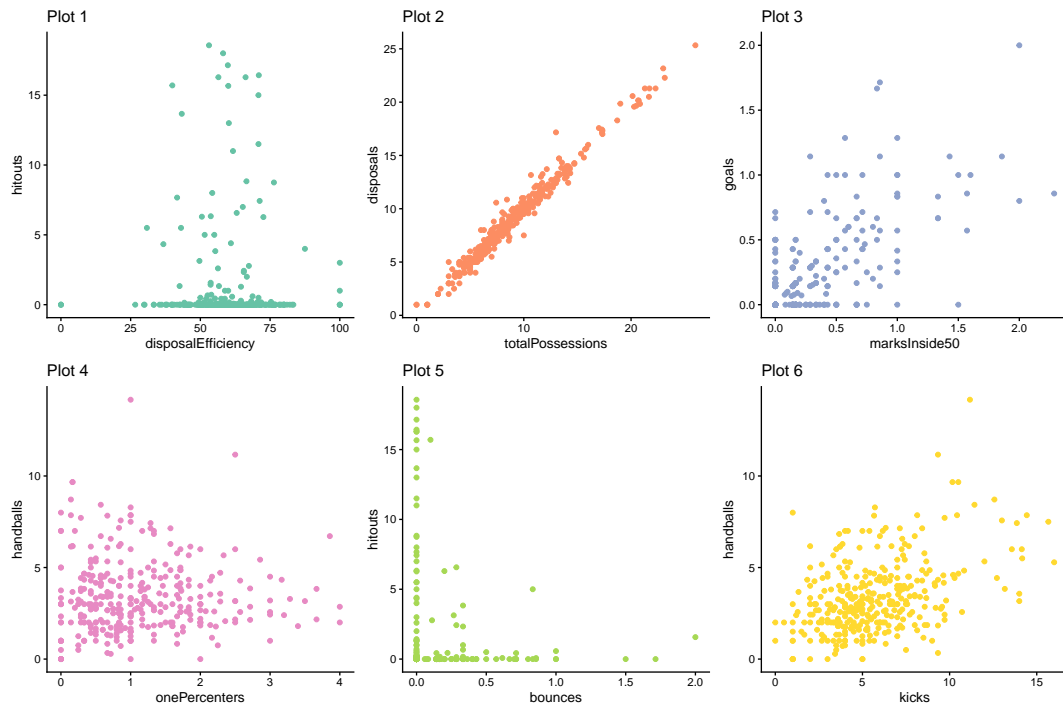 Plot 1
15
10
5
0
0
25
50
75
100
hitouts
disposalEfficiency
Plot 2
25
20
15
10
5
0
0
10
20
disposals
totalPossessions
Plot 3
2.0
1.5
1.0
0.5
0.0
0.0
0.5
1.0
1.5
2.0
goals
marksInside50
Plot 4
10
5
0
0
1
2
3
4
handballs
onePercenters
Plot 5
15
10
5
0
0.0
0.5
1.0
1.5
2.0
hitouts
bounces
Plot 6
10
5
0
0
5
10
15
handballs
kicks